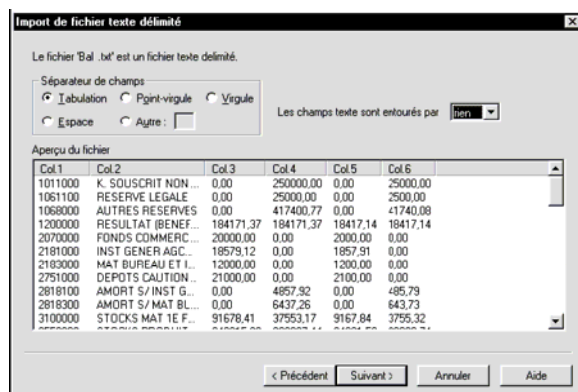 Import de fichier texte délimité
Le fichier 'Bal .txt' est un fichier texte delimité.
Séparateur de champs
Tabulation Point-virgule Virgule
Espace Autre :
Les champs texte sont entourés par rien
Aperçu du fichier
Col.1 Col.2 Col.3 Col.4 Col.5 Col.6
1011000 K. SOUSCRIT NON ... 0,00 250000,00 0,00 25000,00
1061100 RESERVE LEGALE 0,00 25000,00 0,00 2500,00
1068000 AUTRES RESERVES 0,00 417400,77 0,00 41740,08
1200000 RESULTAT (BENEF... 184171,37 184171,37 18417,14 18417,14
2070000 FONDS COMMERC... 20000,00 0,00 2000,00 0,00
2181000 INST GENER AGC... 18579,12 0,00 1857,91 0,00
2183000 MAT BUREAU ET I... 12000,00 0,00 1200,00 0,00
2751000 DEPOTS CAUTION... 21000,00 0,00 2100,00 0,00
2818100 AMORT S/ INST G... 0,00 4857,92 0,00 485,79
2818300 AMORT S/ MAT BU... 0,00 6437,26 0,00 643,73
3100000 STOCKS MAT 1E F... 91678,41 37553,17 9167,84 3755,32
< Précédent Suivant > Annuler Aide